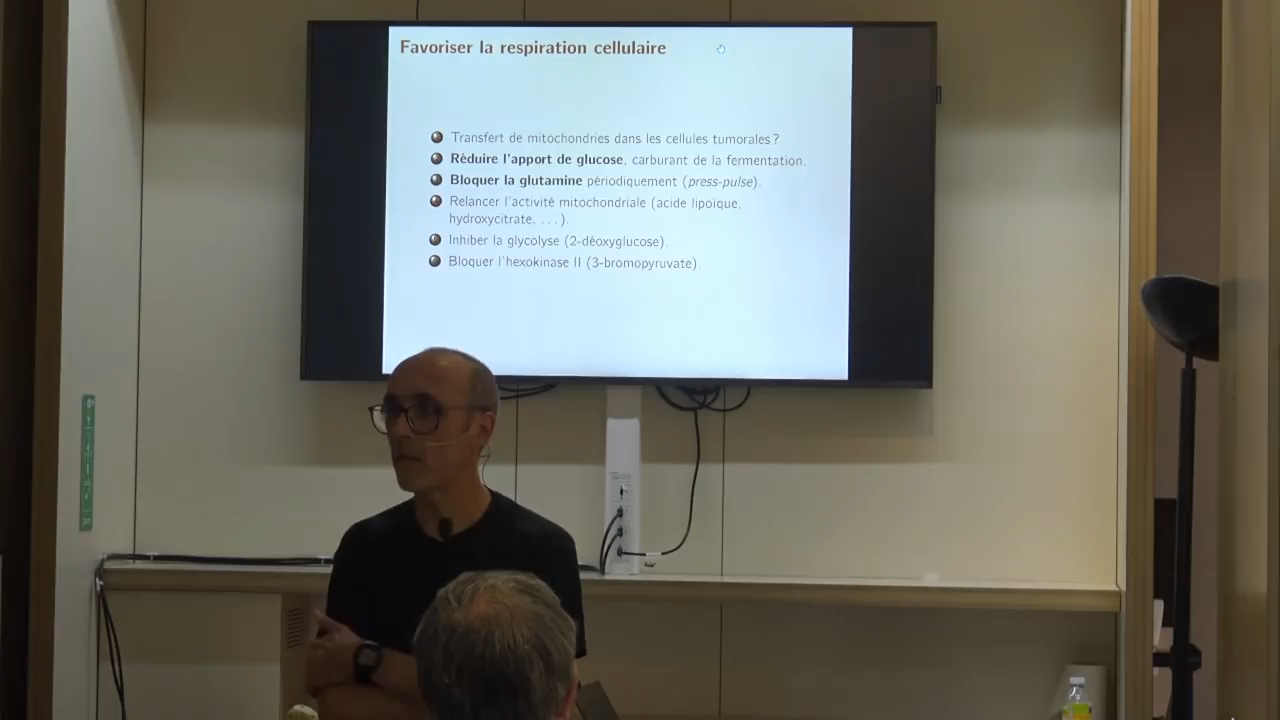 Favoriser la respiration cellulaire
Transfert de mitochondries dans les cellules tumorales ?
Réduire l'apport de glucose, carburant de la fermentation.
Bloquer la glutamine périodiquement (press-pulse).
Relancer l'activité mitochondriale (acide lipoïque,
hydroxycitrate, . . . ).
Inhiber la glycolyse (2-déoxyglucose).
Bloquer l'hexokinase II (3-bromopyruvate).